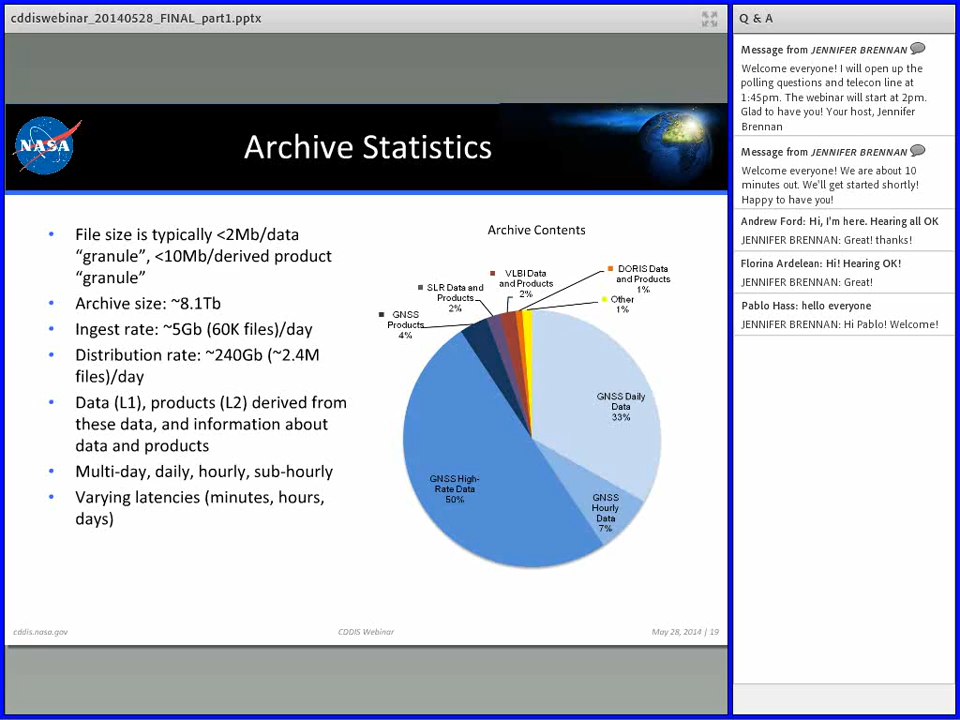 cddiswebinar_20140528_FINAL_part1.pptx
NASA
Archive Statistics
• File size is typically <2Mb/data
“granule”, <10Mb/derived product
“granule”
• Archive size: ~8.1Tb
• Ingest rate: ~5Gb (60K files)/day
• Distribution rate: ~240Gb (~2.4M
files)/day
• Data (L1), products (L2) derived from
these data, and information about
data and products
• Multi-day, daily, hourly, sub-hourly
• Varying latencies (minutes, hours,
days)
Archive Contents
GNSS
Products
4%
SLR Data and
Products
2%
VLBI Data
and Products
2%
DORIS Data
and Products
1%
Other
1%
GNSS Daily
Data
33%
GNSS
Hourly
Data
7%
GNSS High-
Rate Data
50%
cddis.nasa.gov
CDDIS Webinar
May 28, 2014 | 19
Q & A
Message from JENNIFER BRENNAN
Welcome everyone! I will open up the
polling questions and telecon line at
1:45pm. The webinar will start at 2pm.
Glad to have you! Your host, Jennifer
Brennan
Message from JENNIFER BRENNAN
Welcome everyone! We are about 10
minutes out. We'll get started shortly!
Happy to have you!
Andrew Ford: Hi, I'm here. Hearing all OK
JENNIFER BRENNAN: Great! thanks!
Florina Ardelean: Hi! Hearing OK!
JENNIFER BRENNAN: Great!
Pablo Hass: hello everyone
JENNIFER BRENNAN: Hi Pablo! Welcome!